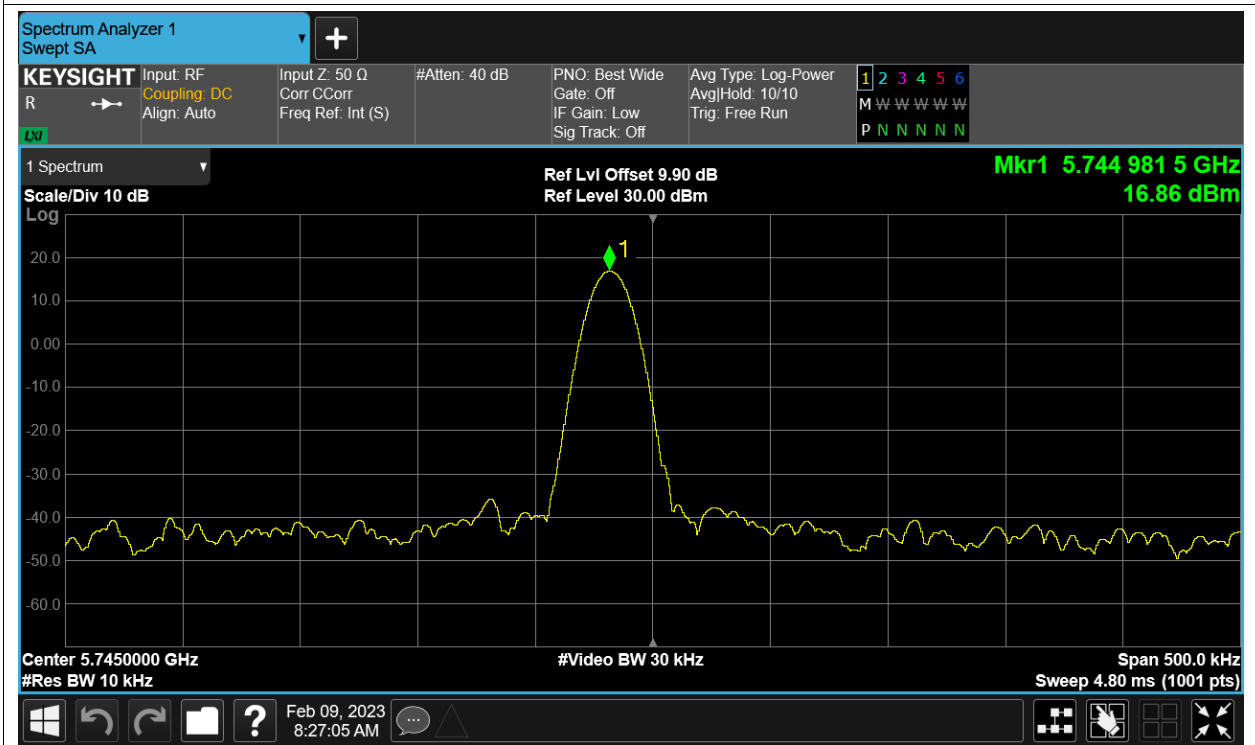 Spectrum Analyzer 1
Swept SA
+
KEYSIGHT
R
LXI
Input: RF
Coupling: DC
Align: Auto
Input Z: 50 Ω
Corr CCorr
Freq Ref: Int (S)
#Atten: 40 dB
PNO: Best Wide
Gate: Off
IF Gain: Low
Sig Track: Off
Avg Type: Log-Power
Avg|Hold: 10/10
Trig: Free Run
1 2 3 4 5 6
M W W W W W
P N N N N N
1 Spectrum
Scale/Div 10 dB
Log
Ref Lvl Offset 9.90 dB
Ref Level 30.00 dBm
Mkr1 5.744 981 5 GHz
16.86 dBm
1
20.0
10.0
0.00
-10.0
-20.0
-30.0
-40.0
-50.0
-60.0
Center 5.7450000 GHz
#Res BW 10 kHz
#Video BW 30 kHz
Span 500.0 kHz
Sweep 4.80 ms (1001 pts)
?
Feb 09, 2023
8:27:05 AM